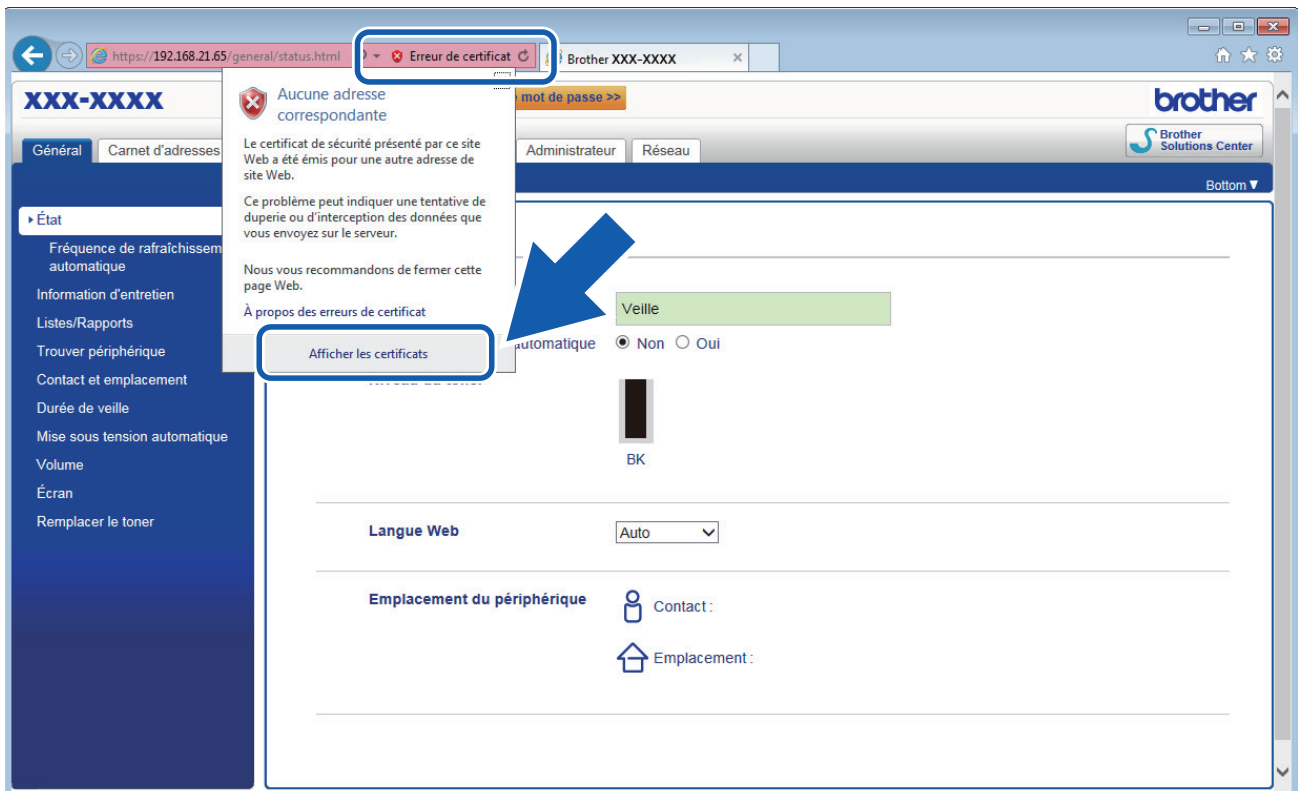 https://192.168.21.65/general/status.html
Erreur de certificat
Brother XXX-XXXX
XXX-XXXX
mot de passe >>
brother
Général
Carnet d'adresses
Administrateur
Réseau
Brother
Solutions Center
Bottom▼
Aucune adresse
correspondante
Le certificat de sécurité présenté par ce site
Web a été émis pour une autre adresse de
site Web.
Ce problème peut indiquer une tentative de
duperie ou d'interception des données que
vous envoyez sur le serveur.
Nous vous recommandons de fermer cette
page Web.
À propos des erreurs de certificat
Afficher les certificats
État
Fréquence de rafraîchissem
automatique
Information d'entretien
Listes/Rapports
Trouver périphérique
Contact et emplacement
Durée de veille
Mise sous tension automatique
Volume
Écran
Remplacer le toner
Veille
automatique
Non
Oui
BK
Langue Web
Auto
Emplacement du périphérique
Contact :
Emplacement :